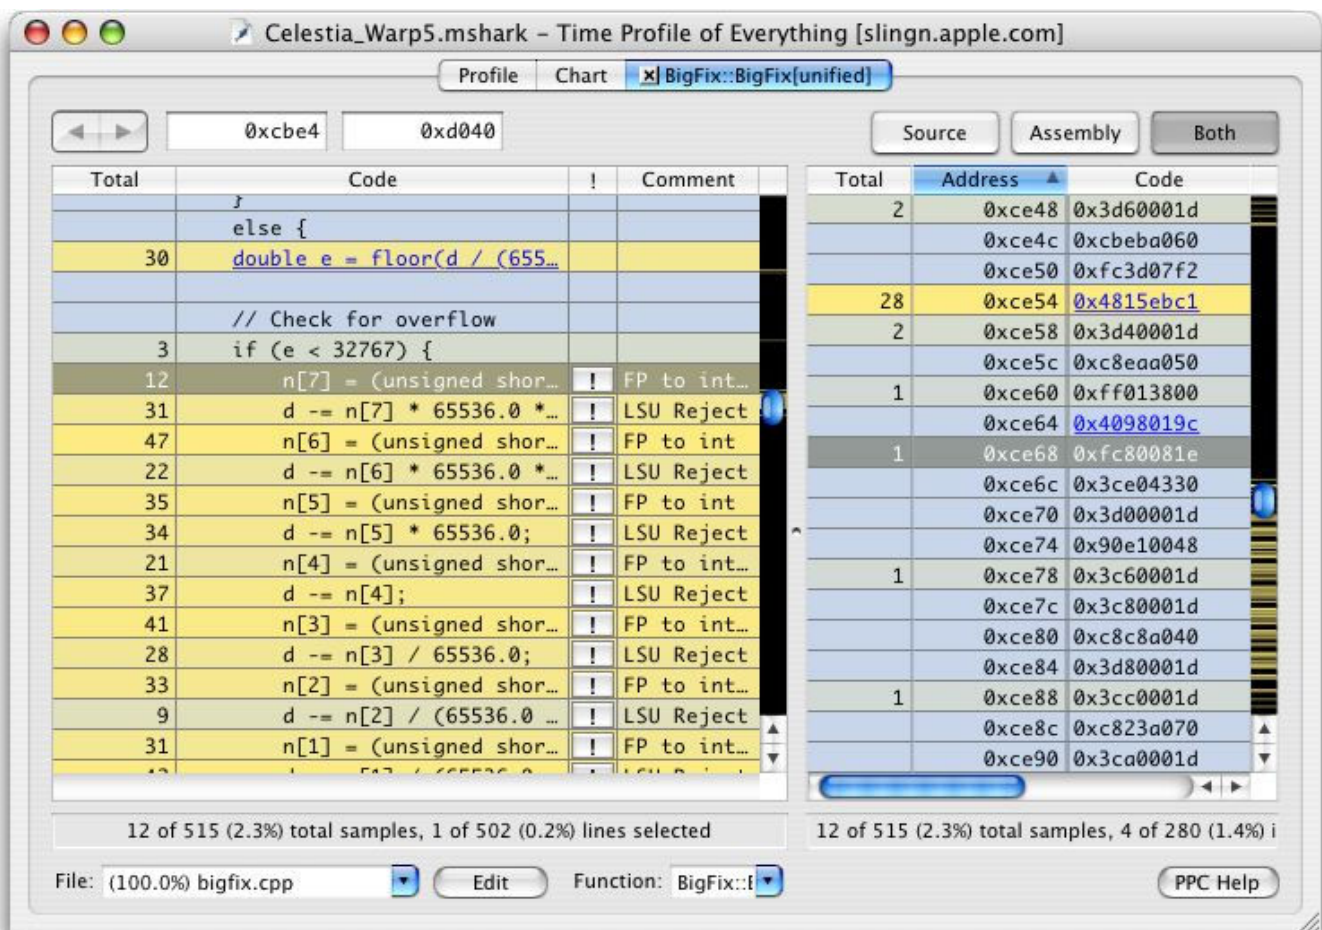 Celestia_Warp5.mshark – Time Profile of Everything [slingn.apple.com]
Profile Chart BigFix::BigFix[unified]
0xcbe4 0xd040 Source Assembly Both
Total Code ! Comment
}
else {
30 double e = floor(d / (655…
// Check for overflow
3 if (e < 32767) {
12 n[7] = (unsigned shor… ! FP to int…
31 d -= n[7] * 65536.0 *… ! LSU Reject
47 n[6] = (unsigned shor… ! FP to int
22 d -= n[6] * 65536.0 *… ! LSU Reject
35 n[5] = (unsigned shor… ! FP to int
34 d -= n[5] * 65536.0; ! LSU Reject
21 n[4] = (unsigned shor… ! FP to int…
37 d -= n[4]; ! LSU Reject
41 n[3] = (unsigned shor… ! FP to int…
28 d -= n[3] / 65536.0; ! LSU Reject
33 n[2] = (unsigned shor… ! FP to int…
9 d -= n[2] / (65536.0 … ! LSU Reject
31 n[1] = (unsigned shor… ! FP to int…
Total Address Code
2 0xce48 0x3d60001d
0xce4c 0xcbeba060
0xce50 0xfc3d07f2
28 0xce54 0x4815ebc1
2 0xce58 0x3d40001d
0xce5c 0xc8eaa050
1 0xce60 0xff013800
0xce64 0x4098019c
1 0xce68 0xfc80081e
0xce6c 0x3ce04330
0xce70 0x3d00001d
0xce74 0x90e10048
1 0xce78 0x3c60001d
0xce7c 0x3c80001d
0xce80 0xc8c8a040
0xce84 0x3d80001d
1 0xce88 0x3cc0001d
0xce8c 0xc823a070
0xce90 0x3ca0001d
12 of 515 (2.3%) total samples, 1 of 502 (0.2%) lines selected
12 of 515 (2.3%) total samples, 4 of 280 (1.4%) i
File: (100.0%) bigfix.cpp Edit Function: BigFix::B PPC Help